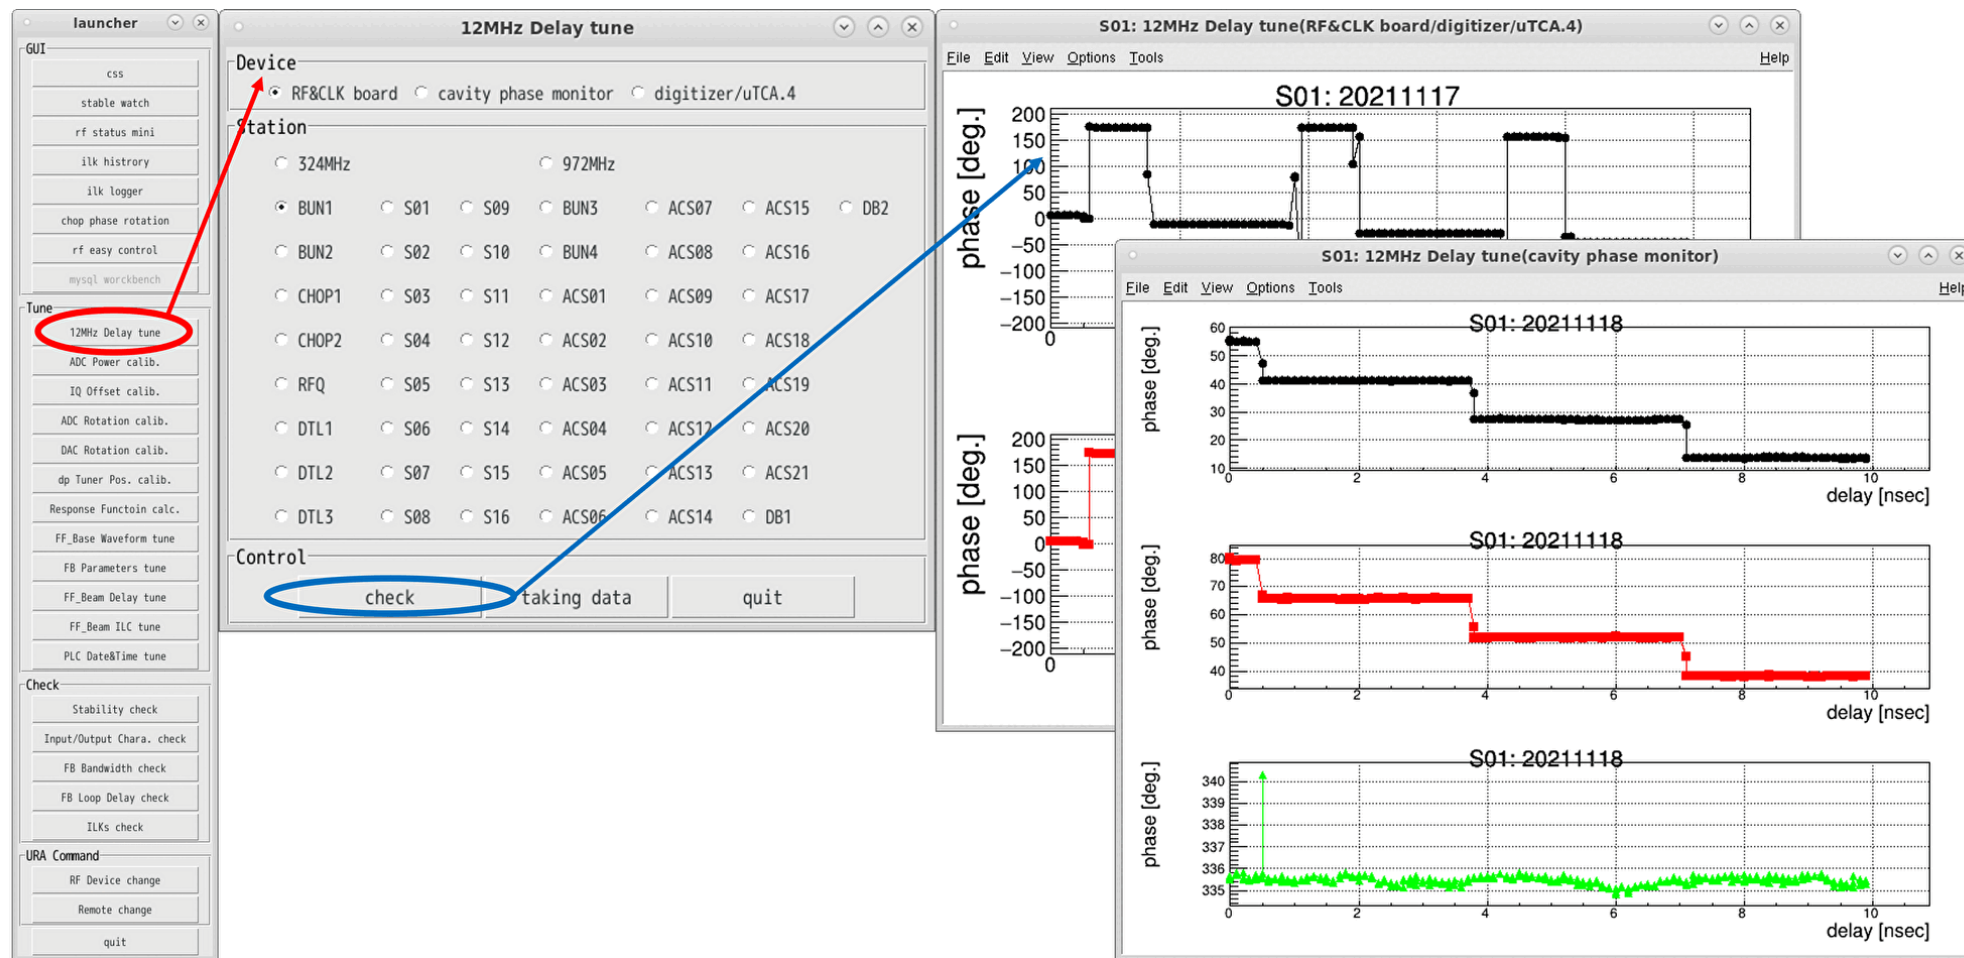 launcher
GUI
css
stable watch
rf status mini
ilk histrory
ilk logger
chop phase rotation
rf easy control
mysql worckbench
Tune
12MHz Delay tune
ADC Power calib.
IQ Offset calib.
ADC Rotation calib.
DAC Rotation calib.
dp Tuner Pos. calib.
Response Functoin calc.
FF_Base Waveform tune
FB Parameters tune
FF_Beam Delay tune
FF_Beam ILC tune
PLC Date&Time tune
Check
Stability check
Input/Output Chara. check
FB Bandwidth check
FB Loop Delay check
ILKs check
URA Command
RF Device change
Remote change
quit
12MHz Delay tune
Device
RF&CLK board cavity phase monitor digitizer/uTCA.4
Station
324MHz 972MHz
BUN1 S01 S09 BUN3 ACS07 ACS15 DB2
BUN2 S02 S10 BUN4 ACS08 ACS16
CHOP1 S03 S11 ACS01 ACS09 ACS17
CHOP2 S04 S12 ACS02 ACS10 ACS18
RFQ S05 S13 ACS03 ACS11 ACS19
DTL1 S06 S14 ACS04 ACS12 ACS20
DTL2 S07 S15 ACS05 ACS13 ACS21
DTL3 S08 S16 ACS06 ACS14 DB1
Control
check taking data quit
S01: 12MHz Delay tune(RF&CLK board/digitizer/uTCA.4)
File Edit View Options Tools Help
S01: 20211117
phase [deg.]
200
150
100
50
0
−50
−100
−150
−200
0
phase [deg.]
200
150
100
50
0
−50
−100
−150
−200
0
S01: 12MHz Delay tune(cavity phase monitor)
File Edit View Options Tools Help
S01: 20211118
phase [deg.]
60
50
40
30
20
10
0 2 4 6 8 10
delay [nsec]
S01: 20211118
phase [deg.]
80
70
60
50
40
0 2 4 6 8 10
delay [nsec]
S01: 20211118
phase [deg.]
340
339
338
337
336
335
0 2 4 6 8 10
delay [nsec]